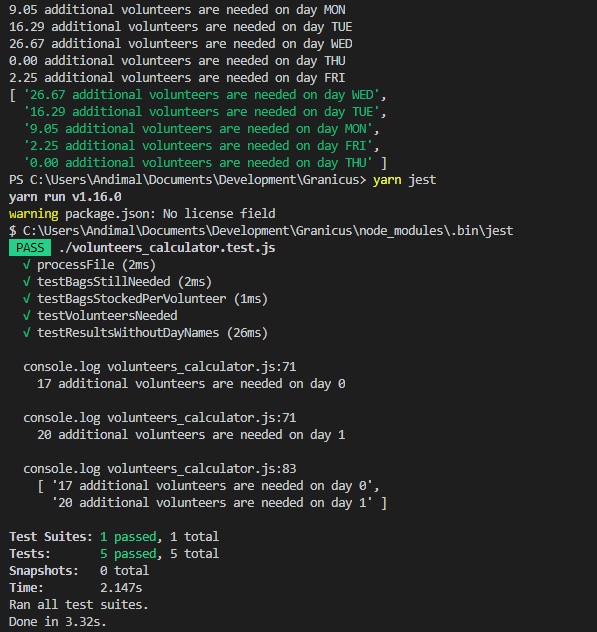 9.05 additional volunteers are needed on day MON
16.29 additional volunteers are needed on day TUE
26.67 additional volunteers are needed on day WED
0.00 additional volunteers are needed on day THU
2.25 additional volunteers are needed on day FRI
[ '26.67 additional volunteers are needed on day WED',
'16.29 additional volunteers are needed on day TUE',
'9.05 additional volunteers are needed on day MON',
'2.25 additional volunteers are needed on day FRI',
'0.00 additional volunteers are needed on day THU' ]
PS C:\Users\Andimal\Documents\Development\Granicus> yarn jest
yarn run v1.16.0
warning package.json: No license field
$ C:\Users\Andimal\Documents\Development\Granicus\node_modules\.bin\jest
PASS ./volunteers_calculator.test.js
√ processFile (2ms)
√ testBagsStillNeeded (2ms)
√ testBagsStockedPerVolunteer (1ms)
√ testVolunteersNeeded
√ testResultsWithoutDayNames (26ms)
console.log volunteers_calculator.js:71
17 additional volunteers are needed on day 0
console.log volunteers_calculator.js:71
20 additional volunteers are needed on day 1
console.log volunteers_calculator.js:83
[ '17 additional volunteers are needed on day 0',
'20 additional volunteers are needed on day 1' ]
Test Suites: 1 passed, 1 total
Tests: 5 passed, 5 total
Snapshots: 0 total
Time: 2.147s
Ran all test suites.
Done in 3.32s.